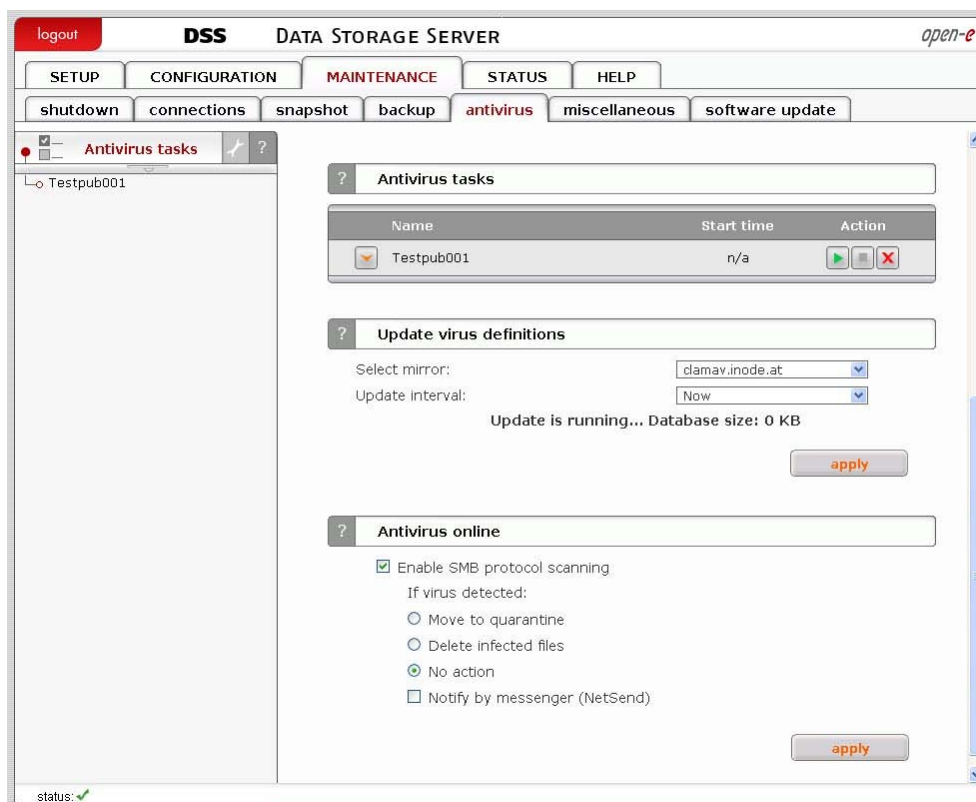 logout
DSS DATA STORAGE SERVER
open-e
SETUP CONFIGURATION MAINTENANCE STATUS HELP
shutdown connections snapshot backup antivirus miscellaneous software update
Antivirus tasks ?
Testpub001
? Antivirus tasks
Name Start time Action
Testpub001 n/a
? Update virus definitions
Select mirror: clamav.inode.at
Update interval: Now
Update is running... Database size: 0 KB
apply
? Antivirus online
Enable SMB protocol scanning
If virus detected:
Move to quarantine
Delete infected files
No action
Notify by messenger (NetSend)
apply
status: